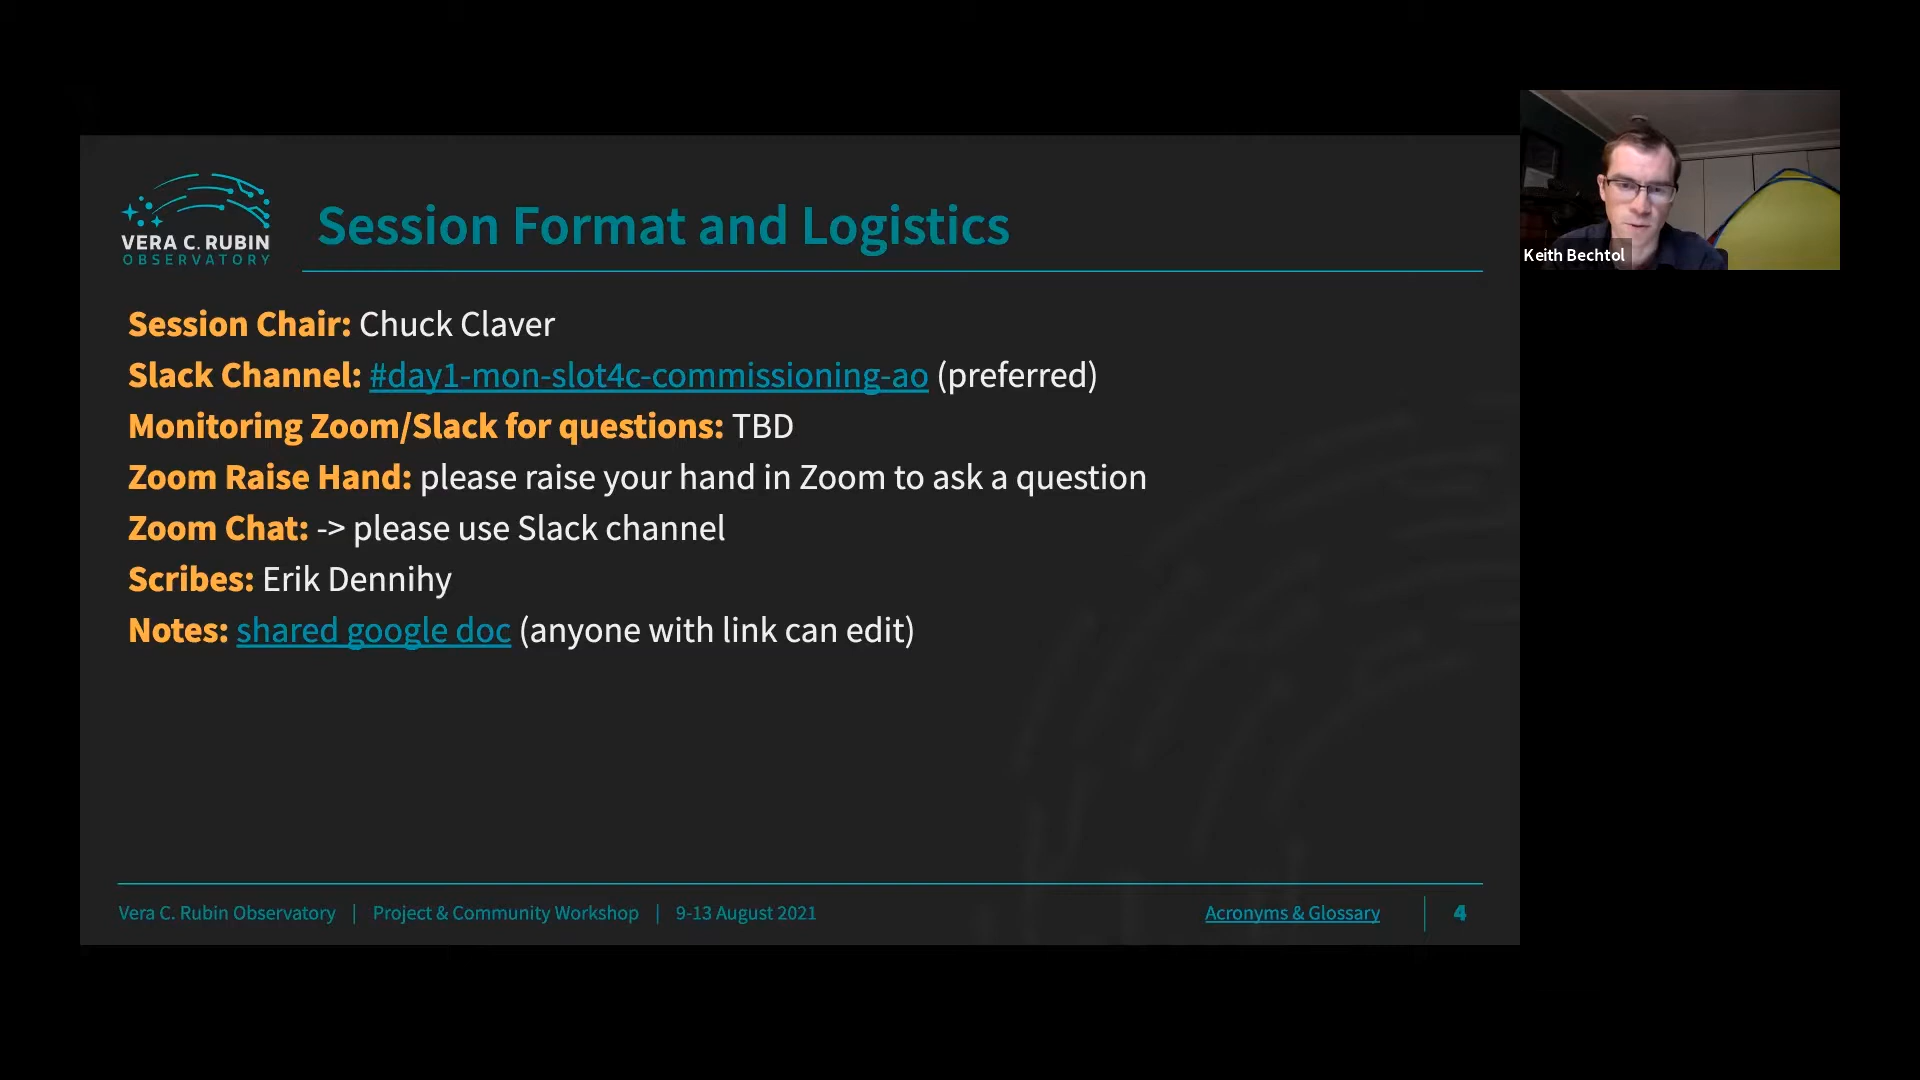 VERA C. RUBIN
OBSERVATORY
Session Format and Logistics
Session Chair: Chuck Claver
Slack Channel: #day1-mon-slot4c-commissioning-ao (preferred)
Monitoring Zoom/Slack for questions: TBD
Zoom Raise Hand: please raise your hand in Zoom to ask a question
Zoom Chat: -> please use Slack channel
Scribes: Erik Dennihy
Notes: shared google doc (anyone with link can edit)
Vera C. Rubin Observatory | Project & Community Workshop | 9-13 August 2021
Acronyms & Glossary | 4
Keith Bechtol